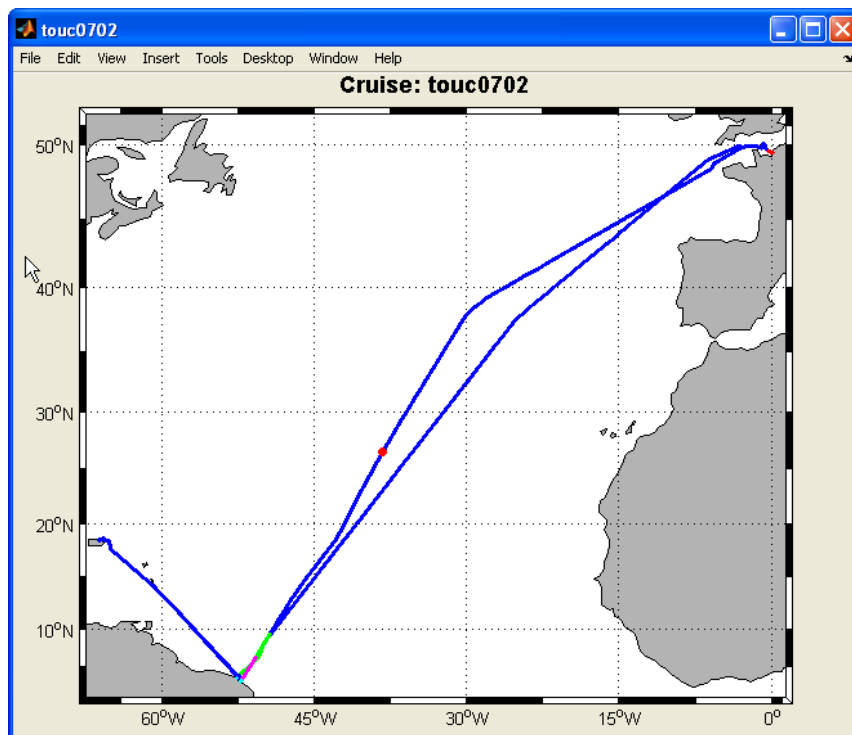 touc0702
File Edit View Insert Tools Desktop Window Help
Cruise: touc0702
50°N
40°N
30°N
20°N
10°N
60°W 45°W 30°W 15°W 0°